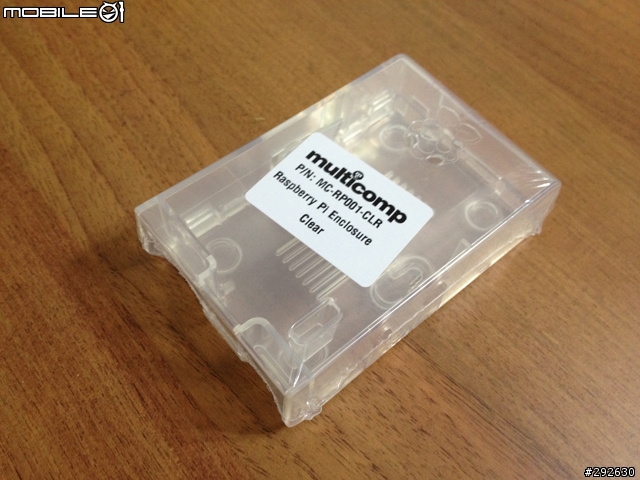 MOBILE01
multicomp
P/N: MC-RP001-CLR
Raspberry Pi Enclosure
Clear
#292630